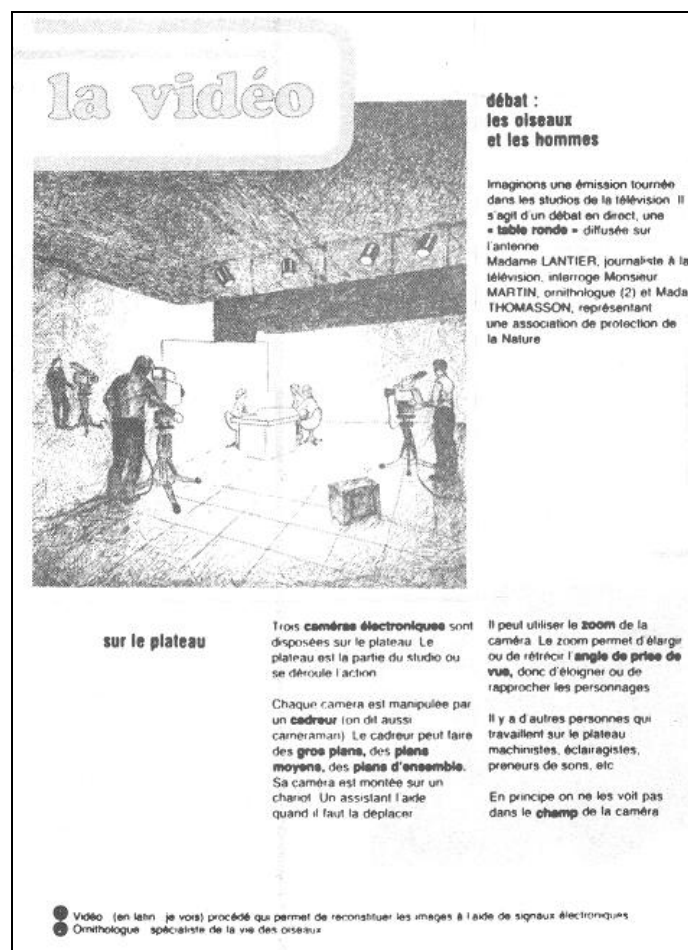 la vidéo
débat :
les oiseaux
et les hommes
Imaginons une émission tournée
dans les studios de la télévision Il
s'agit d'un débat en direct, une
« table ronde » diffusée sur
l'antenne
Madame LANTIER, journaliste à la
télévision, interroge Monsieur
MARTIN, ornithologue (2) et Mada
THOMASSON, représentant
une association de protection de
la Nature
sur le plateau
Trois caméras électroniques sont
disposées sur le plateau Le
plateau est la partie du studio ou
se déroule l'action
Chaque camera est manipulée par
un cadreur (on dit aussi
cameraman) Le cadreur peut faire
des gros plans, des plans
moyens, des plans d'ensemble.
Sa caméra est montée sur un
chariot Un assistant l'aide
quand il faut la déplacer
Il peut utiliser le zoom de la
caméra Le zoom permet d'élargir
ou de rétrécir l'angle de prise de
vue, donc d'éloigner ou de
rapprocher les personnages
Il y a d'autres personnes qui
travaillent sur le plateau
machinistes, éclairagistes,
preneurs de sons, etc
En principe on ne les voit pas
dans le champ de la caméra
Vidéo (en latin je vois) procédé qui permet de reconstituer les images à l'aide de signaux électroniques
Ornithologue spécialiste de la vie des oiseaux